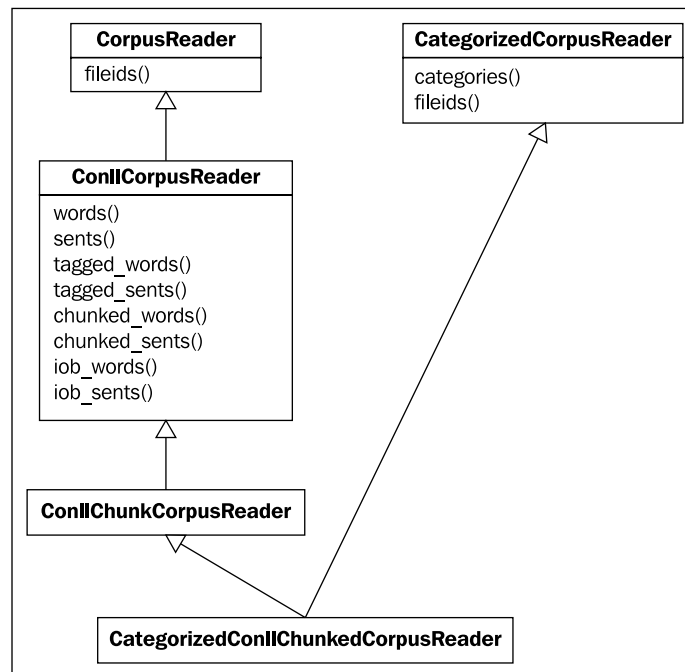 CorpusReader
fileids()
CategorizedCorpusReader
categories()
fileids()
ConllCorpusReader
words()
sents()
tagged_words()
tagged_sents()
chunked_words()
chunked_sents()
iob_words()
iob_sents()
ConllChunkCorpusReader
CategorizedConllChunkedCorpusReader